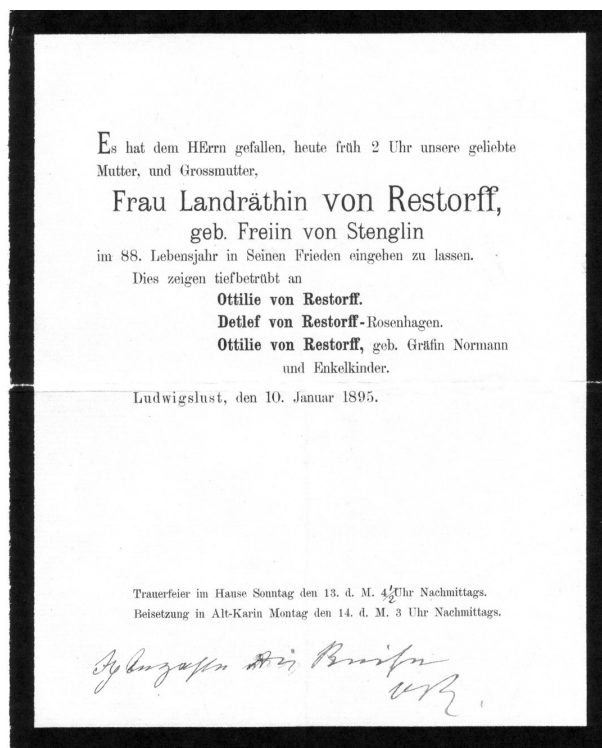 Es hat dem HErrn gefallen, heute früh 2 Uhr unsere geliebte
Mutter, und Grossmutter,
Frau Landräthin von Restorff,
geb. Freiin von Stenglin
im 88. Lebensjahr in Seinen Frieden eingehen zu lassen.
Dies zeigen tiefbetrübt an
Ottilie von Restorff.
Detlef von Restorff-Rosenhagen.
Ottilie von Restorff, geb. Gräfin Normann
und Enkelkinder.
Ludwigslust, den 10. Januar 1895.
Trauerfeier im Hause Sonntag den 13. d. M. 4½ Uhr Nachmittags.
Beisetzung in Alt-Karin Montag den 14. d. M. 3 Uhr Nachmittags.